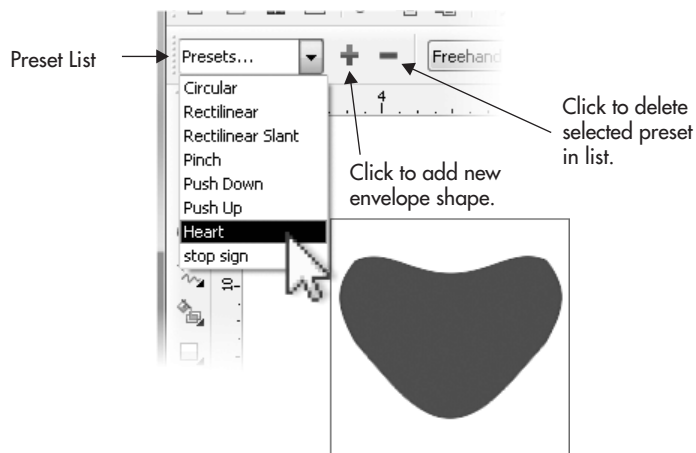 Preset List
Presets...
Freehand
Circular
Rectilinear
Rectilinear Slant
Pinch
Push Down
Push Up
Heart
stop sign
4
10
Click to add new
envelope shape.
Click to delete
selected preset
in list.